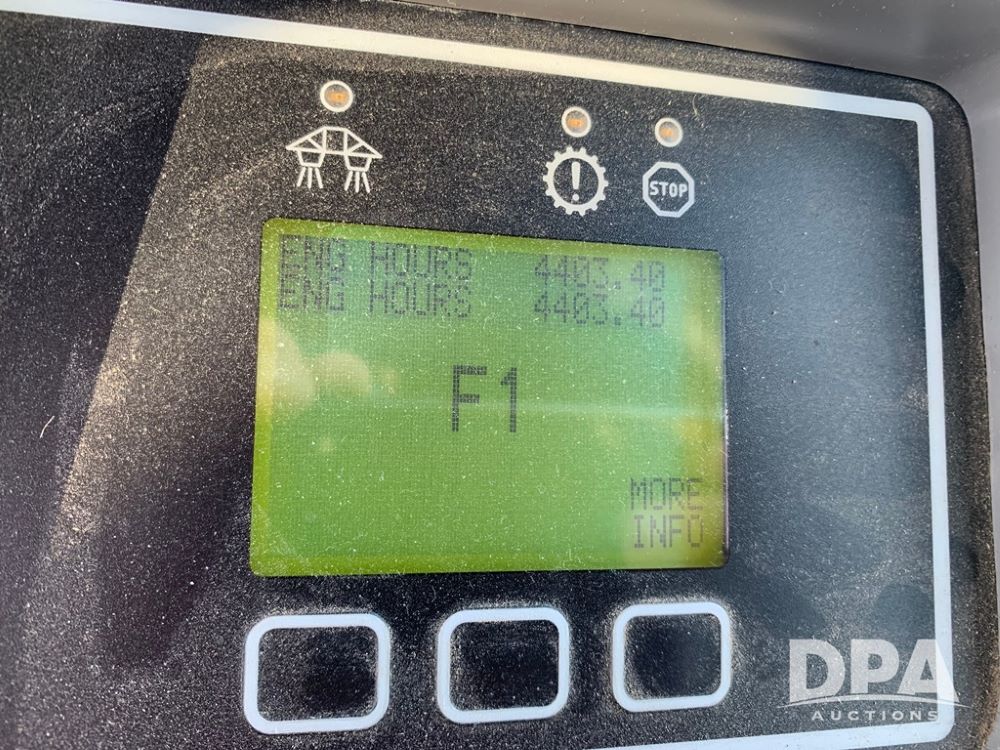 STOP
ENG HOURS 4403.40
ENG HOURS 4403.40
F1
MORE
INFO
DPA
AUCTIONS